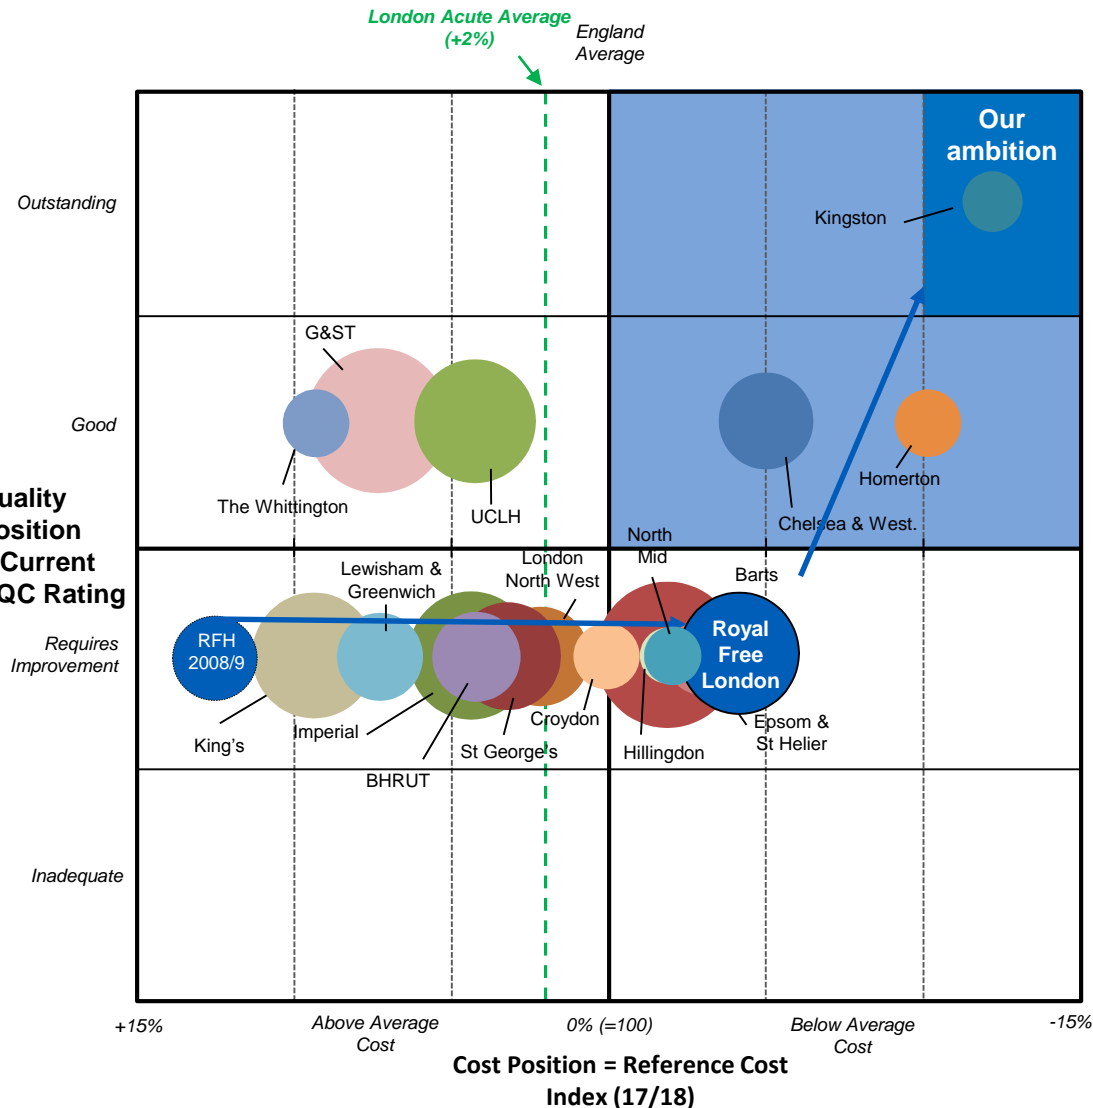 London Acute Average
(+2%)
England
Average
Our
ambition
Outstanding
Kingston
G&ST
Good
The Whittington
UCLH
Homerton
Chelsea & West.
uality
osition
Current
QC Rating
North
Mid
London
North West
Lewisham &
Greenwich
Barts
Requires
Improvement
RFH
2008/9
Royal
Free
London
King's
Imperial
BHRUT
St George's
Croydon
Hillingdon
Epsom &
St Helier
Inadequate
+15%
Above Average
Cost
0% (=100)
Below Average
Cost
-15%
Cost Position = Reference Cost
Index (17/18)